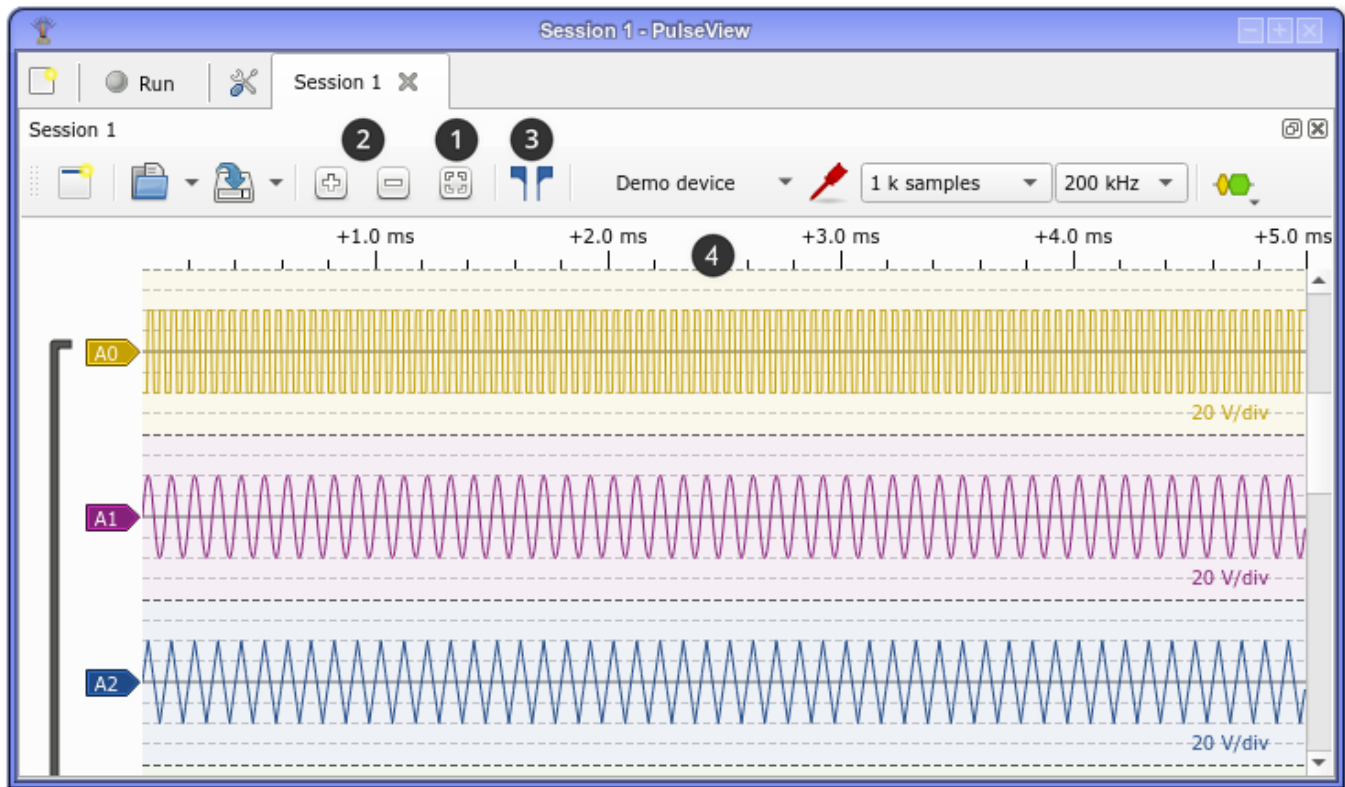 Session 1 - PulseView
Run
Session 1
Session 1
2
1
3
Demo device
1 k samples
200 kHz
+1.0 ms
+2.0 ms
+3.0 ms
+4.0 ms
+5.0 ms
4
A0
20 V/div
A1
20 V/div
A2
20 V/div